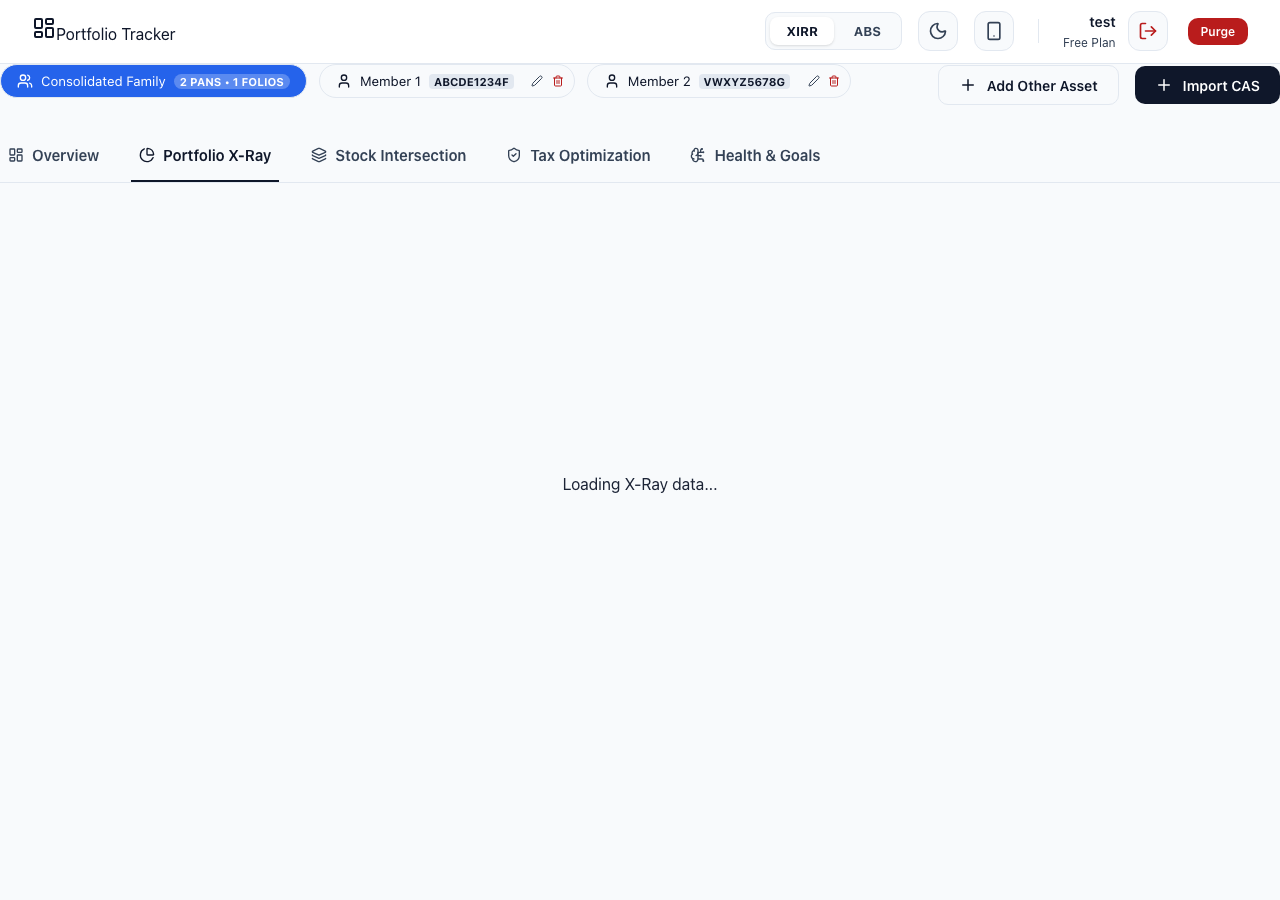 Portfolio Tracker
XIRR ABS
test
Free Plan
Purge
Consolidated Family 2 PANS • 1 FOLIOS
Member 1 ABCDE1234F
Member 2 VWXYZ5678G
Add Other Asset
Import CAS
Overview
Portfolio X-Ray
Stock Intersection
Tax Optimization
Health & Goals
Loading X-Ray data...